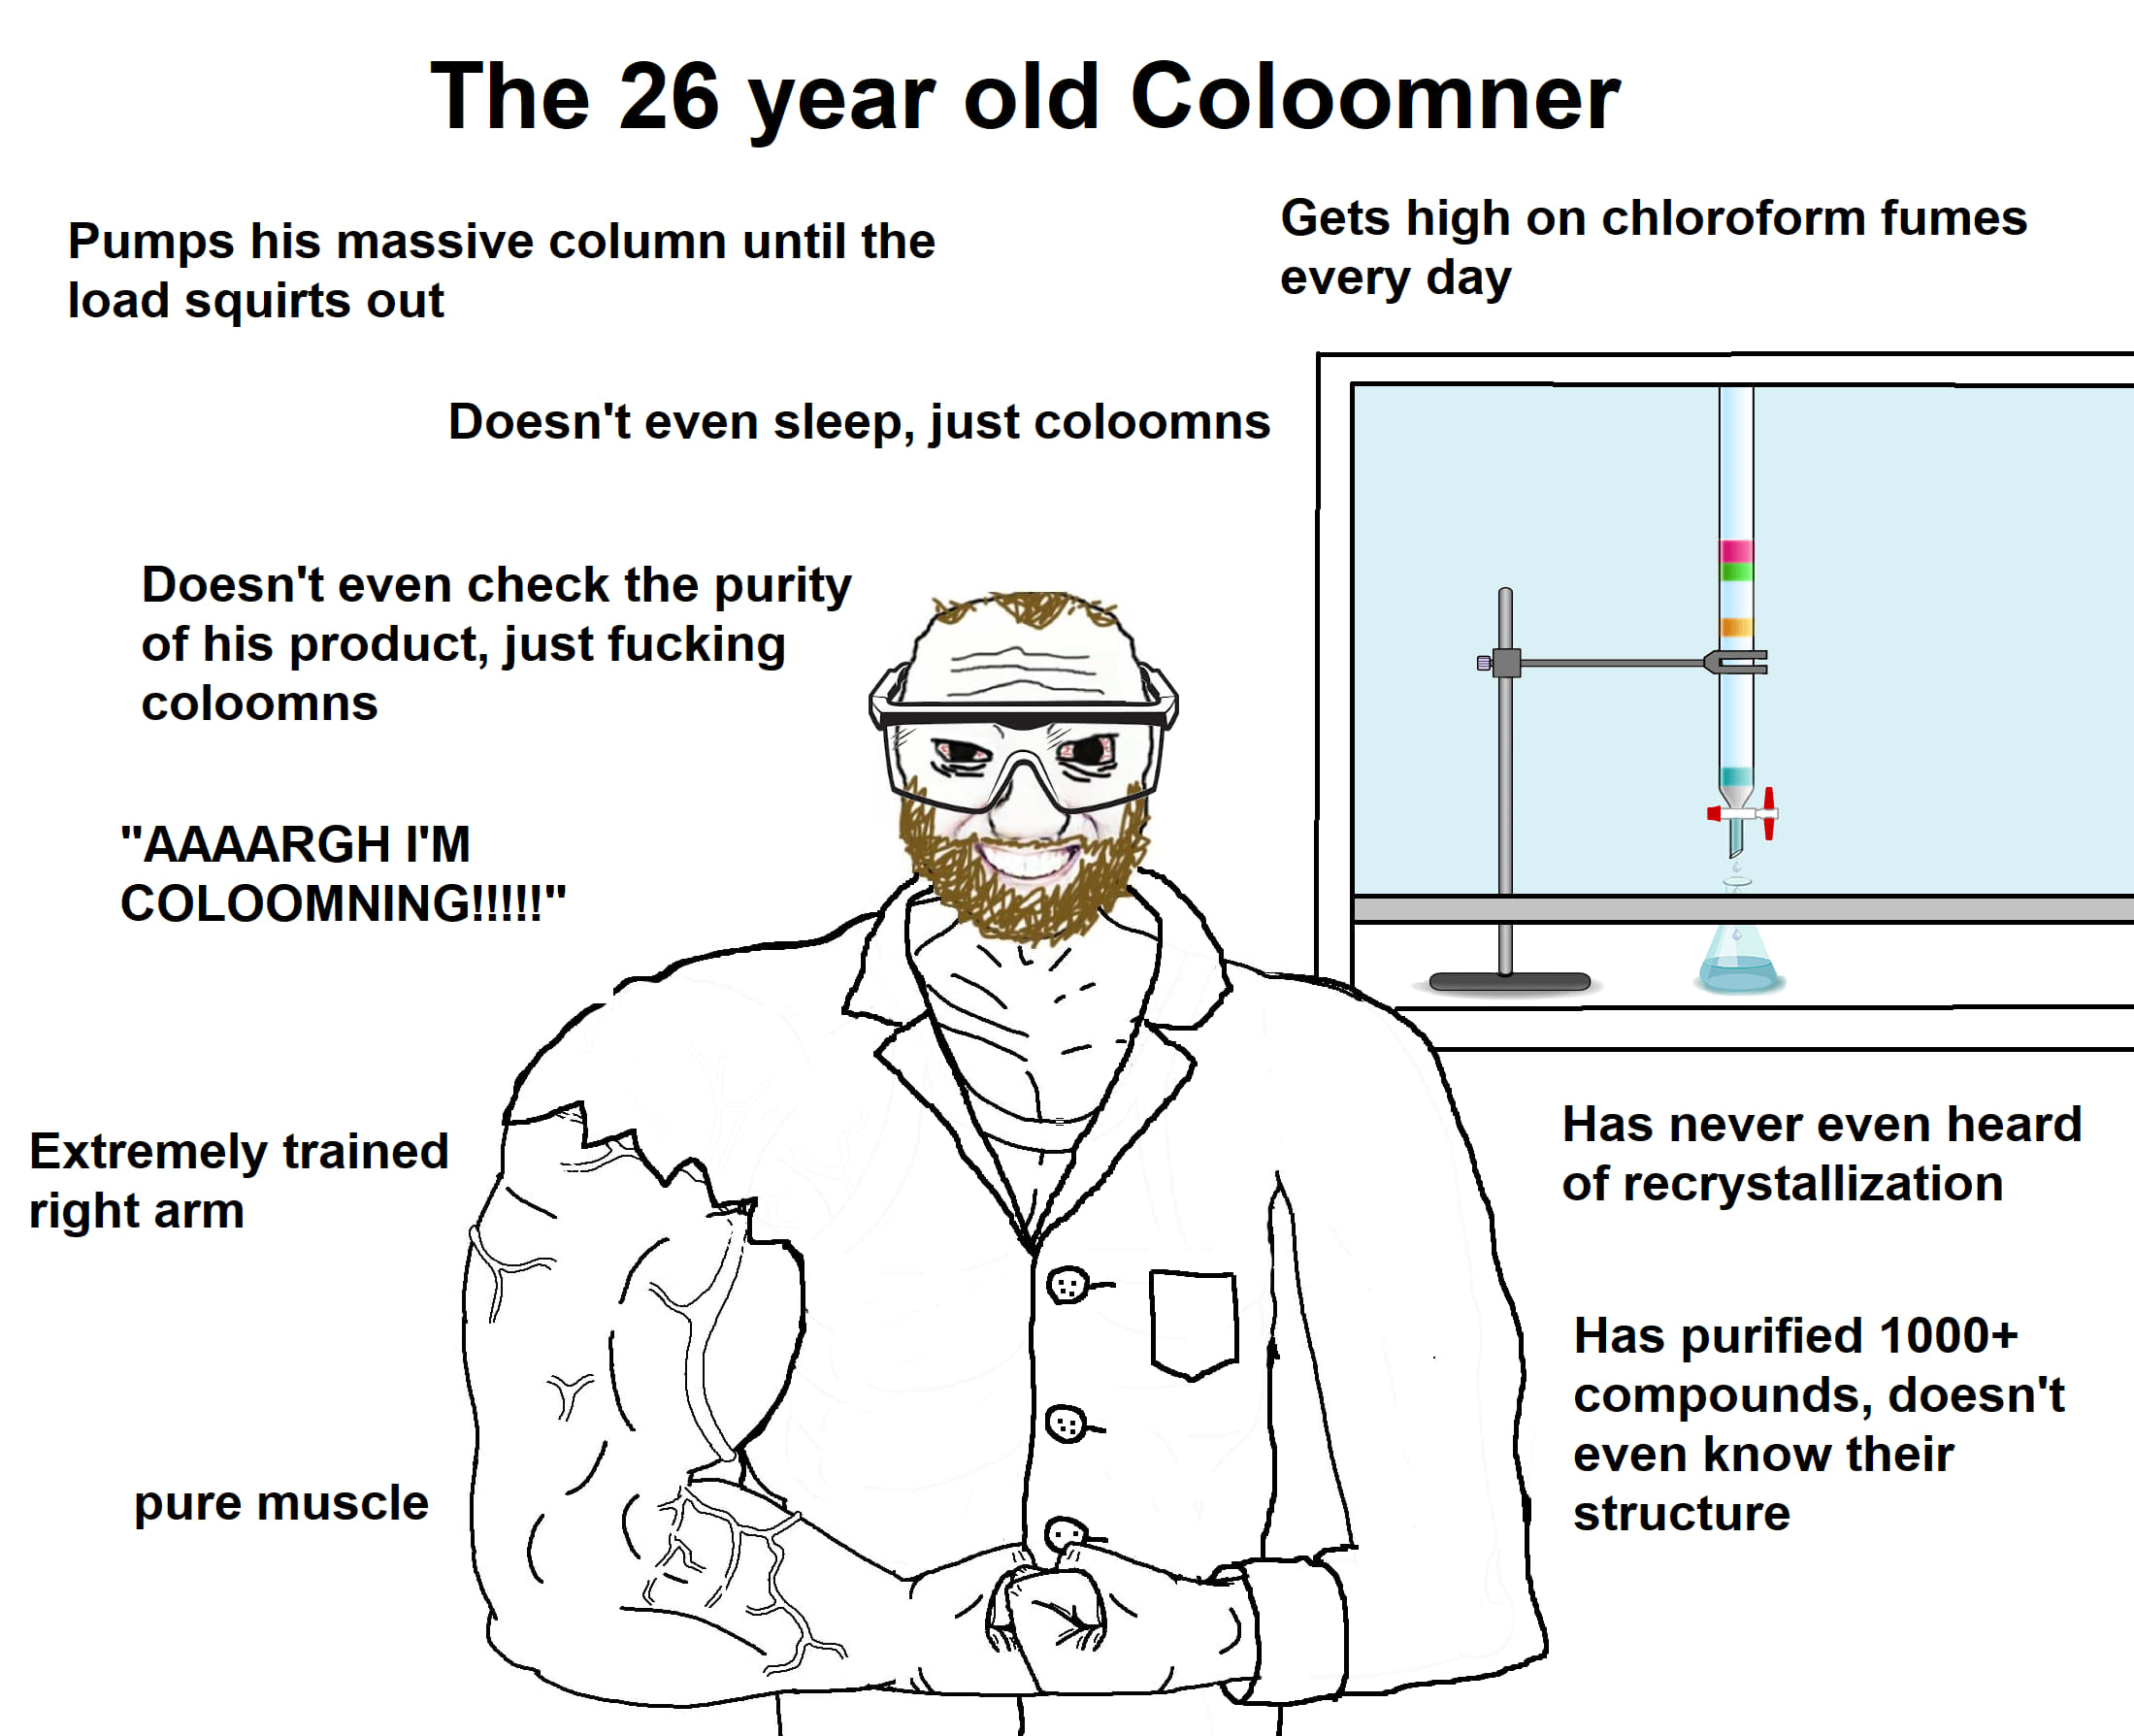 The 26 year old Coloomner
Pumps his massive column until the
load squirts out
Gets high on chloroform fumes
every day
Doesn't even sleep, just coloomns
Doesn't even check the purity
of his product, just fucking
coloomns
"AAAARGH I'M
COLOOMNING!!!!!"
Extremely trained
right arm
Has never even heard
of recrystallization
Has purified 1000+
compounds, doesn't
even know their
structure
pure muscle